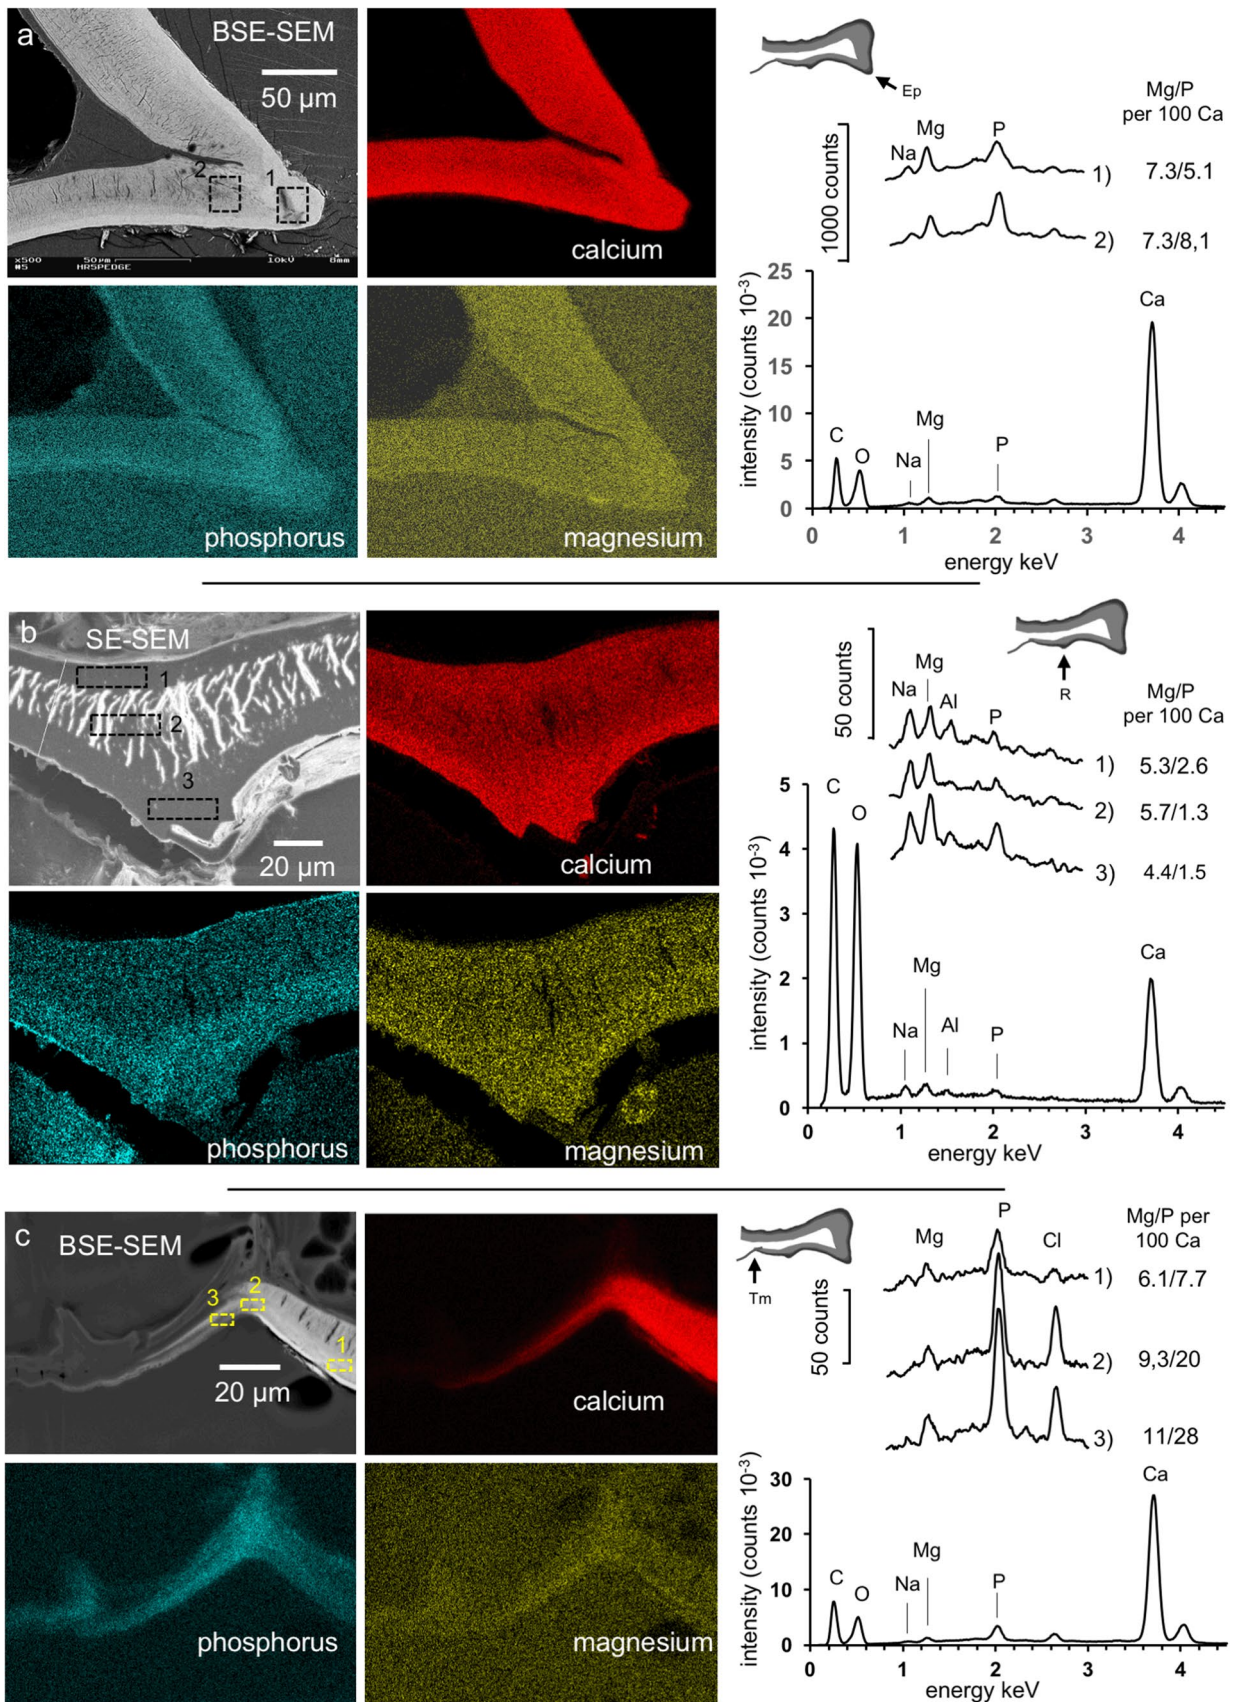 a
BSE-SEM
50 µm
2
1
x500
50µm
10kV
8mm
#5
HRSPEDGE
calcium
phosphorus
magnesium
Ep
Mg/P
per 100 Ca
1000 counts
Na
Mg
P
1)
7.3/5.1
2)
7.3/8,1
intensity (counts 10-3)
25
20
15
10
5
0
C
O
Na
Mg
P
Ca
0
1
2
3
4
energy keV
b
SE-SEM
1
2
3
20 µm
calcium
phosphorus
magnesium
R
50 counts
Mg/P
per 100 Ca
Na
Mg
Al
P
1)
5.3/2.6
2)
5.7/1.3
3)
4.4/1.5
intensity (counts 10-3)
5
4
3
2
1
0
C
O
Na
Mg
Al
P
Ca
0
1
2
3
4
energy keV
c
BSE-SEM
3
2
1
20 µm
calcium
phosphorus
magnesium
Tm
50 counts
Mg/P per
100 Ca
Mg
P
Cl
1)
6.1/7.7
2)
9,3/20
3)
11/28
intensity (counts 10-3)
30
20
10
0
C
O
Na
Mg
P
Ca
0
1
2
3
4
energy keV